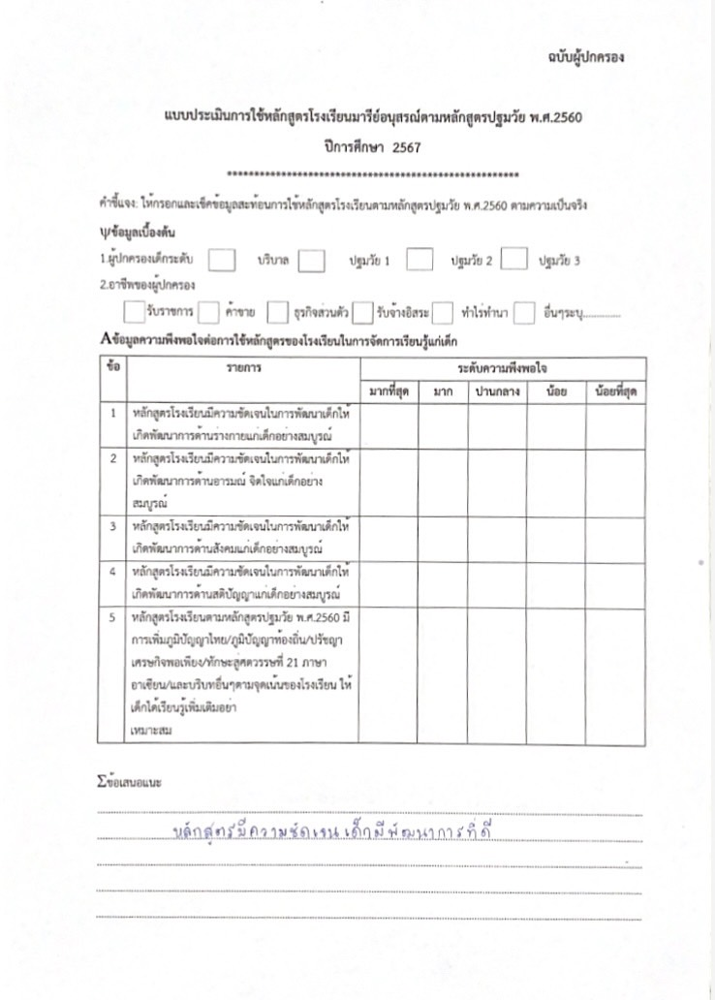 ฉบับผู้ปกครอง
แบบประเมินการใช้หลักสูตรโรงเรียนมารีย์อนุสรณ์ตามหลักสูตรปฐมวัย พ.ศ.2560
ปีการศึกษา 2567
*******************************************************
คำชี้แจง: ให้กรอกและเช็คข้อมูลสะท้อนการใช้หลักสูตรโรงเรียนตามหลักสูตรปฐมวัย พ.ศ.2560 ตามความเป็นจริง
ψ/ข้อมูลเบื้องต้น
1.ผู้ปกครองเด็กระดับ บริบาล ปฐมวัย 1 ปฐมวัย 2 ปฐมวัย 3
2.อาชีพของผู้ปกครอง
รับราชการ ค้าขาย ธุรกิจส่วนตัว รับจ้างอิสระ ทำไร่ทำนา อื่นๆระบุ.............
Aข้อมูลความพึงพอใจต่อการใช้หลักสูตรของโรงเรียนในการจัดการเรียนรู้แก่เด็ก
ข้อ รายการ ระดับความพึงพอใจ
มากที่สุด มาก ปานกลาง น้อย น้อยที่สุด
1 หลักสูตรโรงเรียนมีความชัดเจนในการพัฒนาเด็กให้
เกิดพัฒนาการด้านร่างกายแก่เด็กอย่างสมบูรณ์
2 หลักสูตรโรงเรียนมีความชัดเจนในการพัฒนาเด็กให้
เกิดพัฒนาการด้านอารมณ์ จิตใจแก่เด็กอย่าง
สมบูรณ์
3 หลักสูตรโรงเรียนมีความชัดเจนในการพัฒนาเด็กให้
เกิดพัฒนาการด้านสังคมแก่เด็กอย่างสมบูรณ์
4 หลักสูตรโรงเรียนมีความชัดเจนในการพัฒนาเด็กให้
เกิดพัฒนาการด้านสติปัญญาแก่เด็กอย่างสมบูรณ์
5 หลักสูตรโรงเรียนตามหลักสูตรปฐมวัย พ.ศ.2560 มี
การเพิ่มภูมิปัญญาไทย/ภูมิปัญญาท้องถิ่น/ปรัชญา
เศรษฐกิจพอเพียง/ทักษะสู่ศตวรรษที่ 21 ภาษา
อาเซียน/และบริบทอื่นๆตามจุดเน้นของโรงเรียน ให้
เด็กได้เรียนรู้เพิ่มเติมอย่า
เหมาะสม
Σข้อเสนอแนะ
หลักสูตรมีความชัดเจน เด็กมีพัฒนาการที่ดี